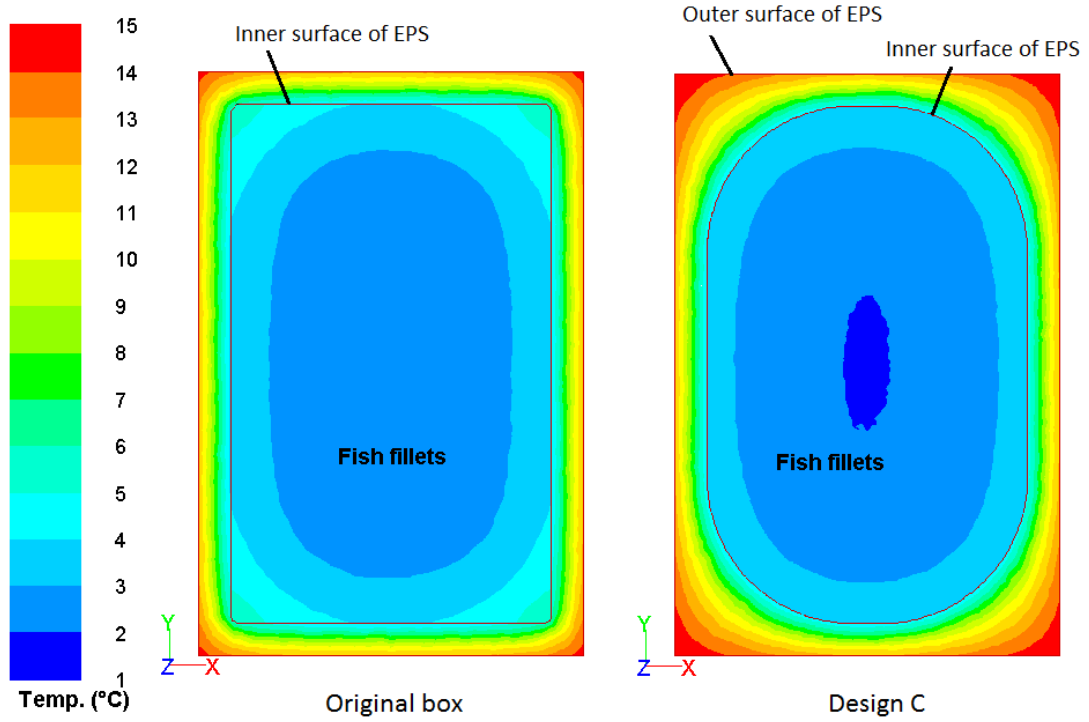 15
14
13
12
11
10
9
8
7
6
5
4
3
2
1
Temp. (°C)
Inner surface of EPS
Fish fillets
Y
Z
X
Original box
Outer surface of EPS
Inner surface of EPS
Fish fillets
Y
Z
X
Design C